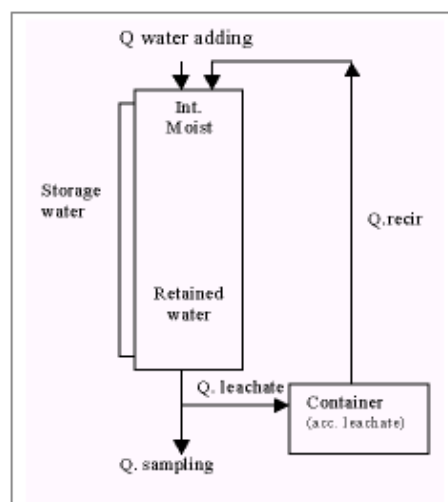 Q water adding
Int.
Moist
Storage
water
Q.recir
Retained
water
Q. leachate
Container
(acc. leachate)
Q. sampling